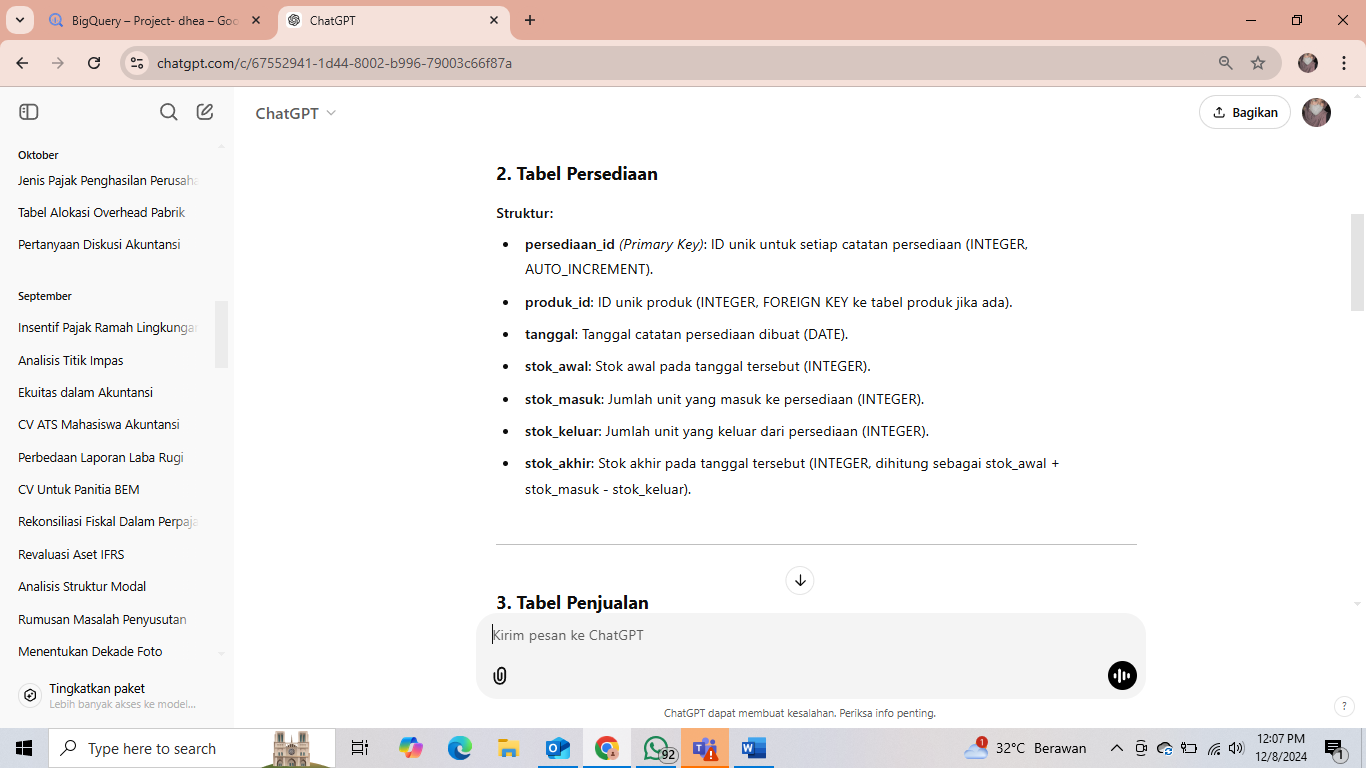 BigQuery – Project- dhea – Goo
ChatGPT
chatgpt.com/c/67552941-1d44-8002-b996-79003c66f87a
ChatGPT
Bagikan
Oktober
Jenis Pajak Penghasilan Perusaha
Tabel Alokasi Overhead Pabrik
Pertanyaan Diskusi Akuntansi
September
Insentif Pajak Ramah Lingkungan
Analisis Titik Impas
Ekuitas dalam Akuntansi
CV ATS Mahasiswa Akuntansi
Perbedaan Laporan Laba Rugi
CV Untuk Panitia BEM
Rekonsiliasi Fiskal Dalam Perpaja
Revaluasi Aset IFRS
Analisis Struktur Modal
Rumusan Masalah Penyusutan
Menentukan Dekade Foto
Tingkatkan paket
Lebih banyak akses ke model...
2. Tabel Persediaan
Struktur:
• persediaan_id (Primary Key): ID unik untuk setiap catatan persediaan (INTEGER,
AUTO_INCREMENT).
• produk_id: ID unik produk (INTEGER, FOREIGN KEY ke tabel produk jika ada).
• tanggal: Tanggal catatan persediaan dibuat (DATE).
• stok_awal: Stok awal pada tanggal tersebut (INTEGER).
• stok_masuk: Jumlah unit yang masuk ke persediaan (INTEGER).
• stok_keluar: Jumlah unit yang keluar dari persediaan (INTEGER).
• stok_akhir: Stok akhir pada tanggal tersebut (INTEGER, dihitung sebagai stok_awal +
stok_masuk - stok_keluar).
3. Tabel Penjualan
Kirim pesan ke ChatGPT
ChatGPT dapat membuat kesalahan. Periksa info penting.
?
Type here to search
92
1
32°C Berawan
12:07 PM
12/8/2024
1